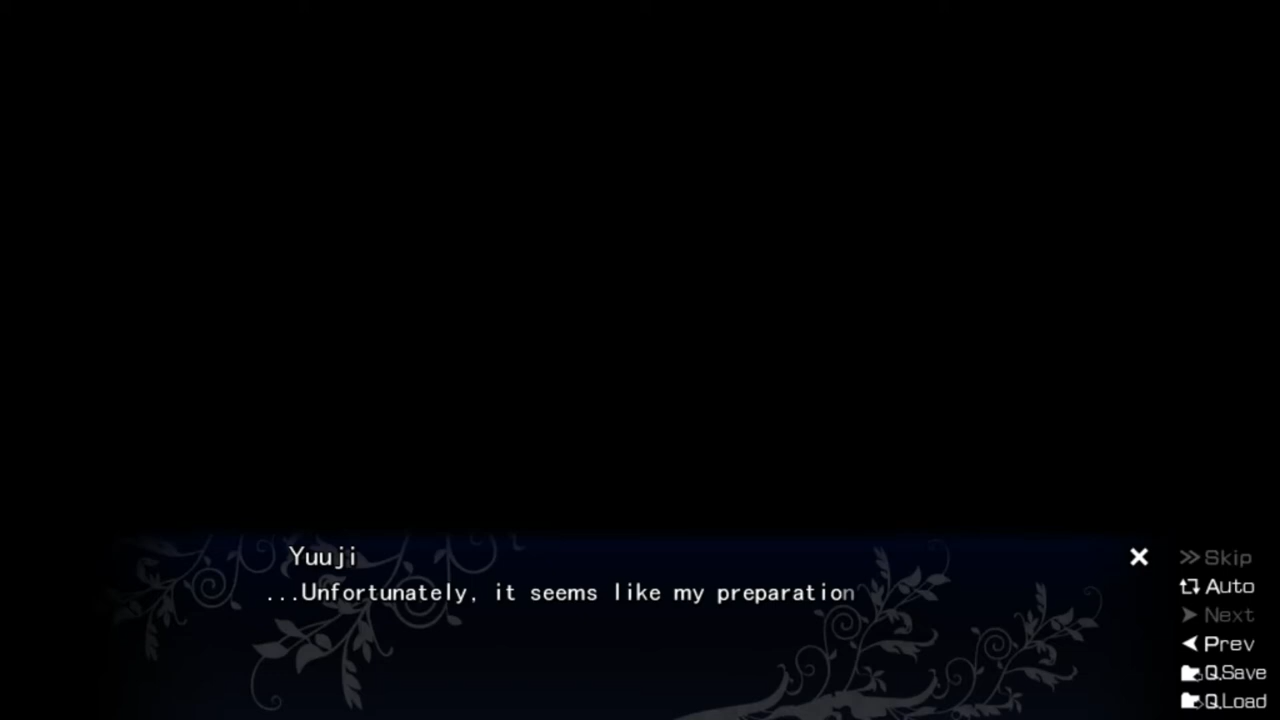 Yuuji
...Unfortunately, it seems like my preparation
Skip
Auto
Next
Prev
Q.Save
Q.Load